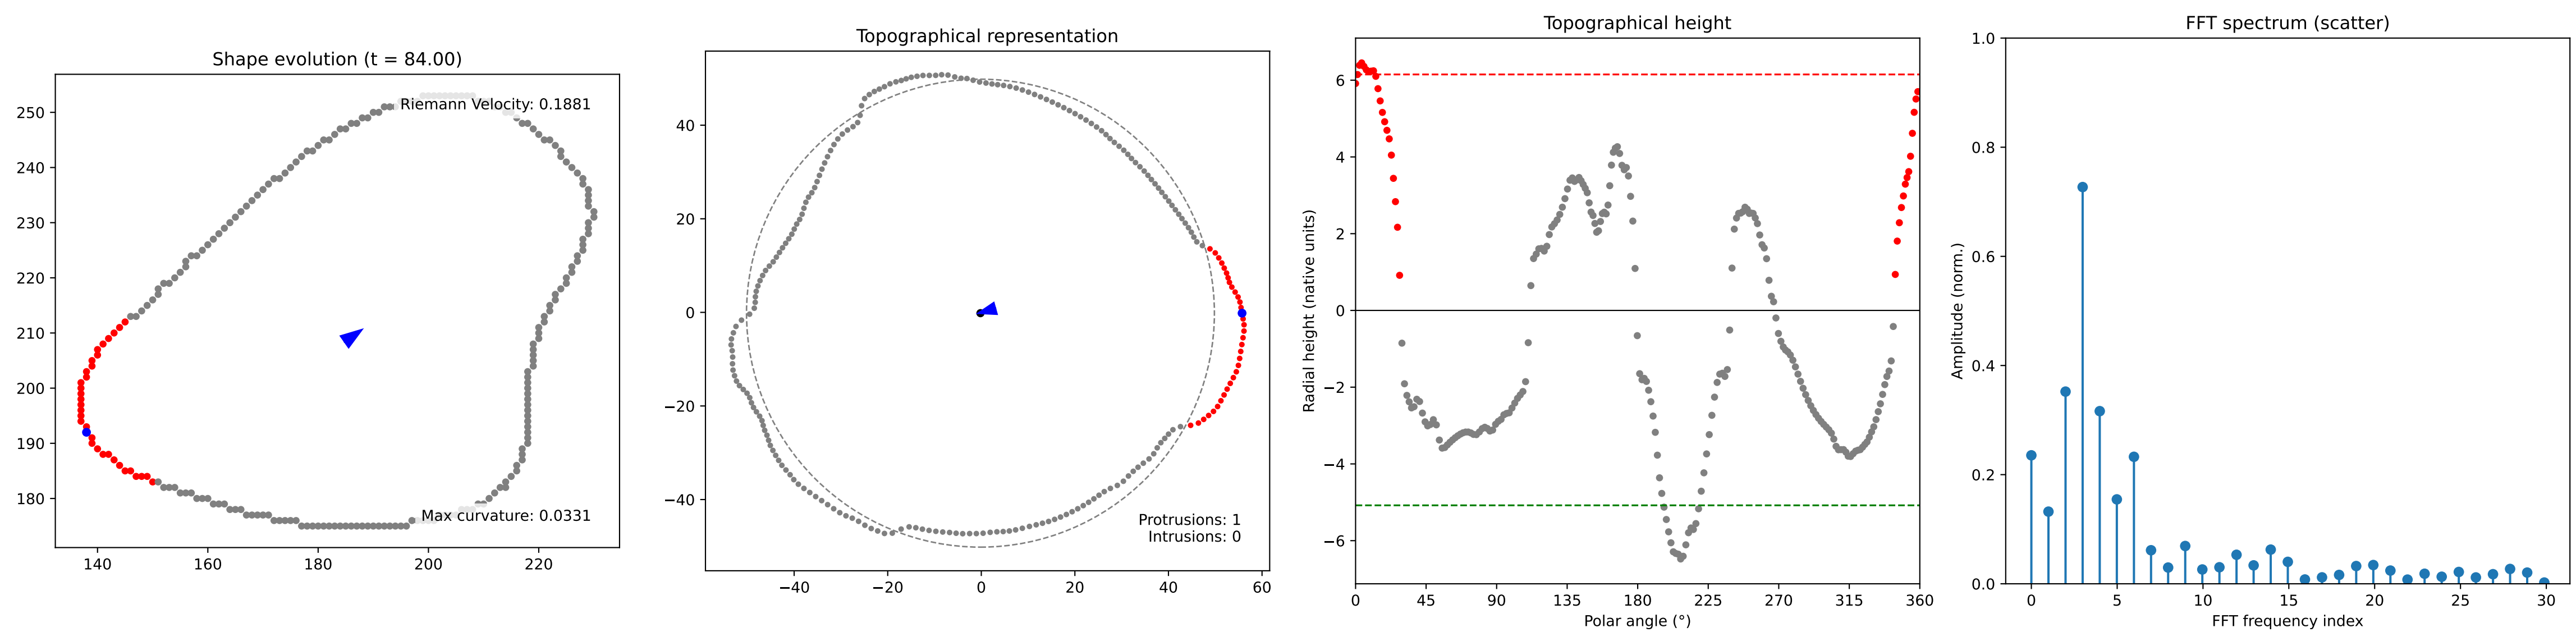 Shape evolution (t = 84.00)
Riemann Velocity: 0.1881
Max curvature: 0.0331
250
240
230
220
210
200
190
180
140 160 180 200 220
Topographical representation
40
20
0
−20
−40
−40 −20 0 20 40 60
Protrusions: 1
Intrusions: 0
Topographical height
Radial height (native units)
6
4
2
0
−2
−4
−6
0 45 90 135 180 225 270 315 360
Polar angle (°)
FFT spectrum (scatter)
Amplitude (norm.)
1.0
0.8
0.6
0.4
0.2
0.0
0 5 10 15 20 25 30
FFT frequency index